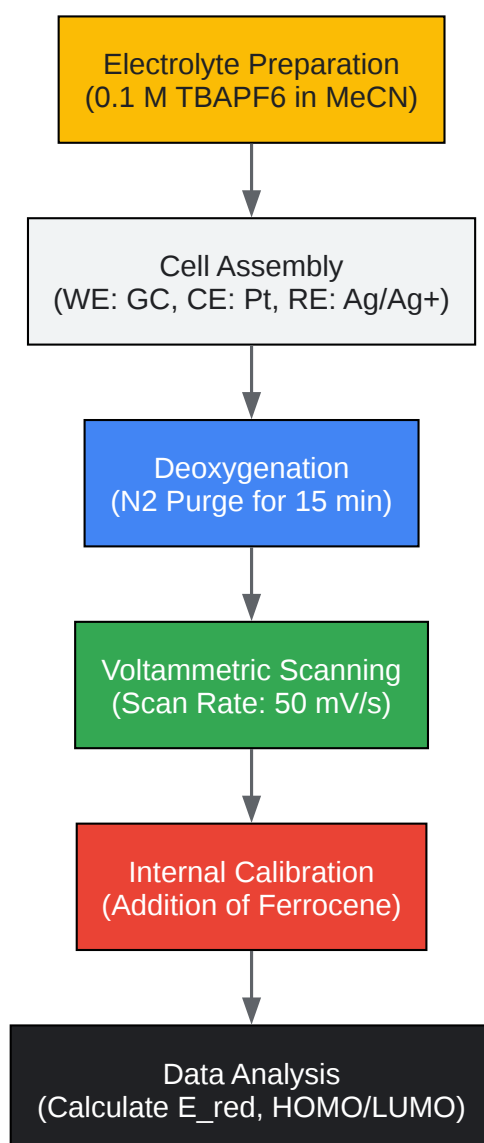 Electrolyte Preparation
(0.1 M TBAPF6 in MeCN)
Cell Assembly
(WE: GC, CE: Pt, RE: Ag/Ag+)
Deoxygenation
(N2 Purge for 15 min)
Voltammetric Scanning
(Scan Rate: 50 mV/s)
Internal Calibration
(Addition of Ferrocene)
Data Analysis
(Calculate E_red, HOMO/LUMO)